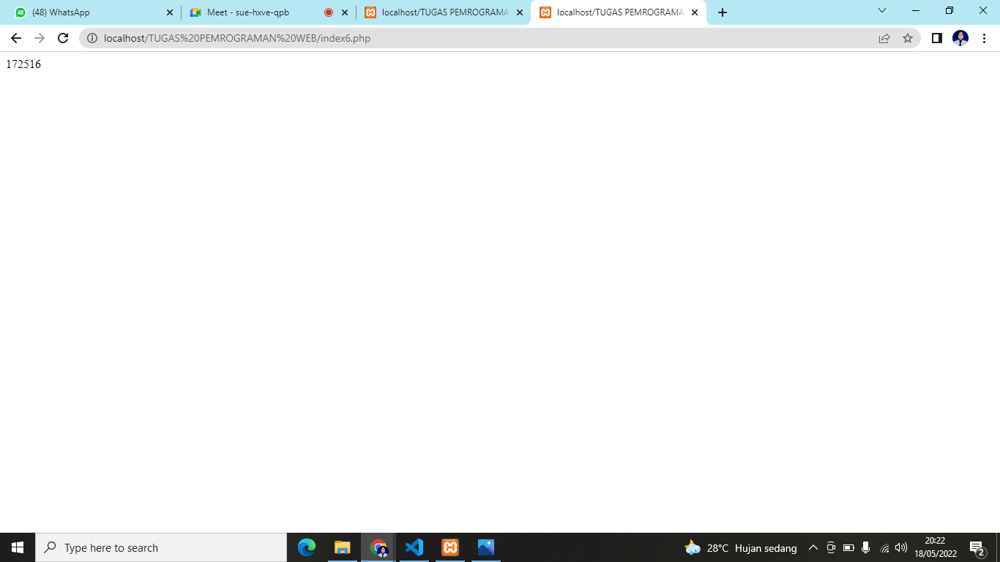 48 (48) WhatsApp
Meet - sue-hxve-qpb
localhost/TUGAS PEMROGRAMA
localhost/TUGAS PEMROGRAMA
localhost/TUGAS%20PEMROGRAMAN%20WEB/index6.php
172516
Type here to search
28°C Hujan sedang
20:22
18/05/2022
2